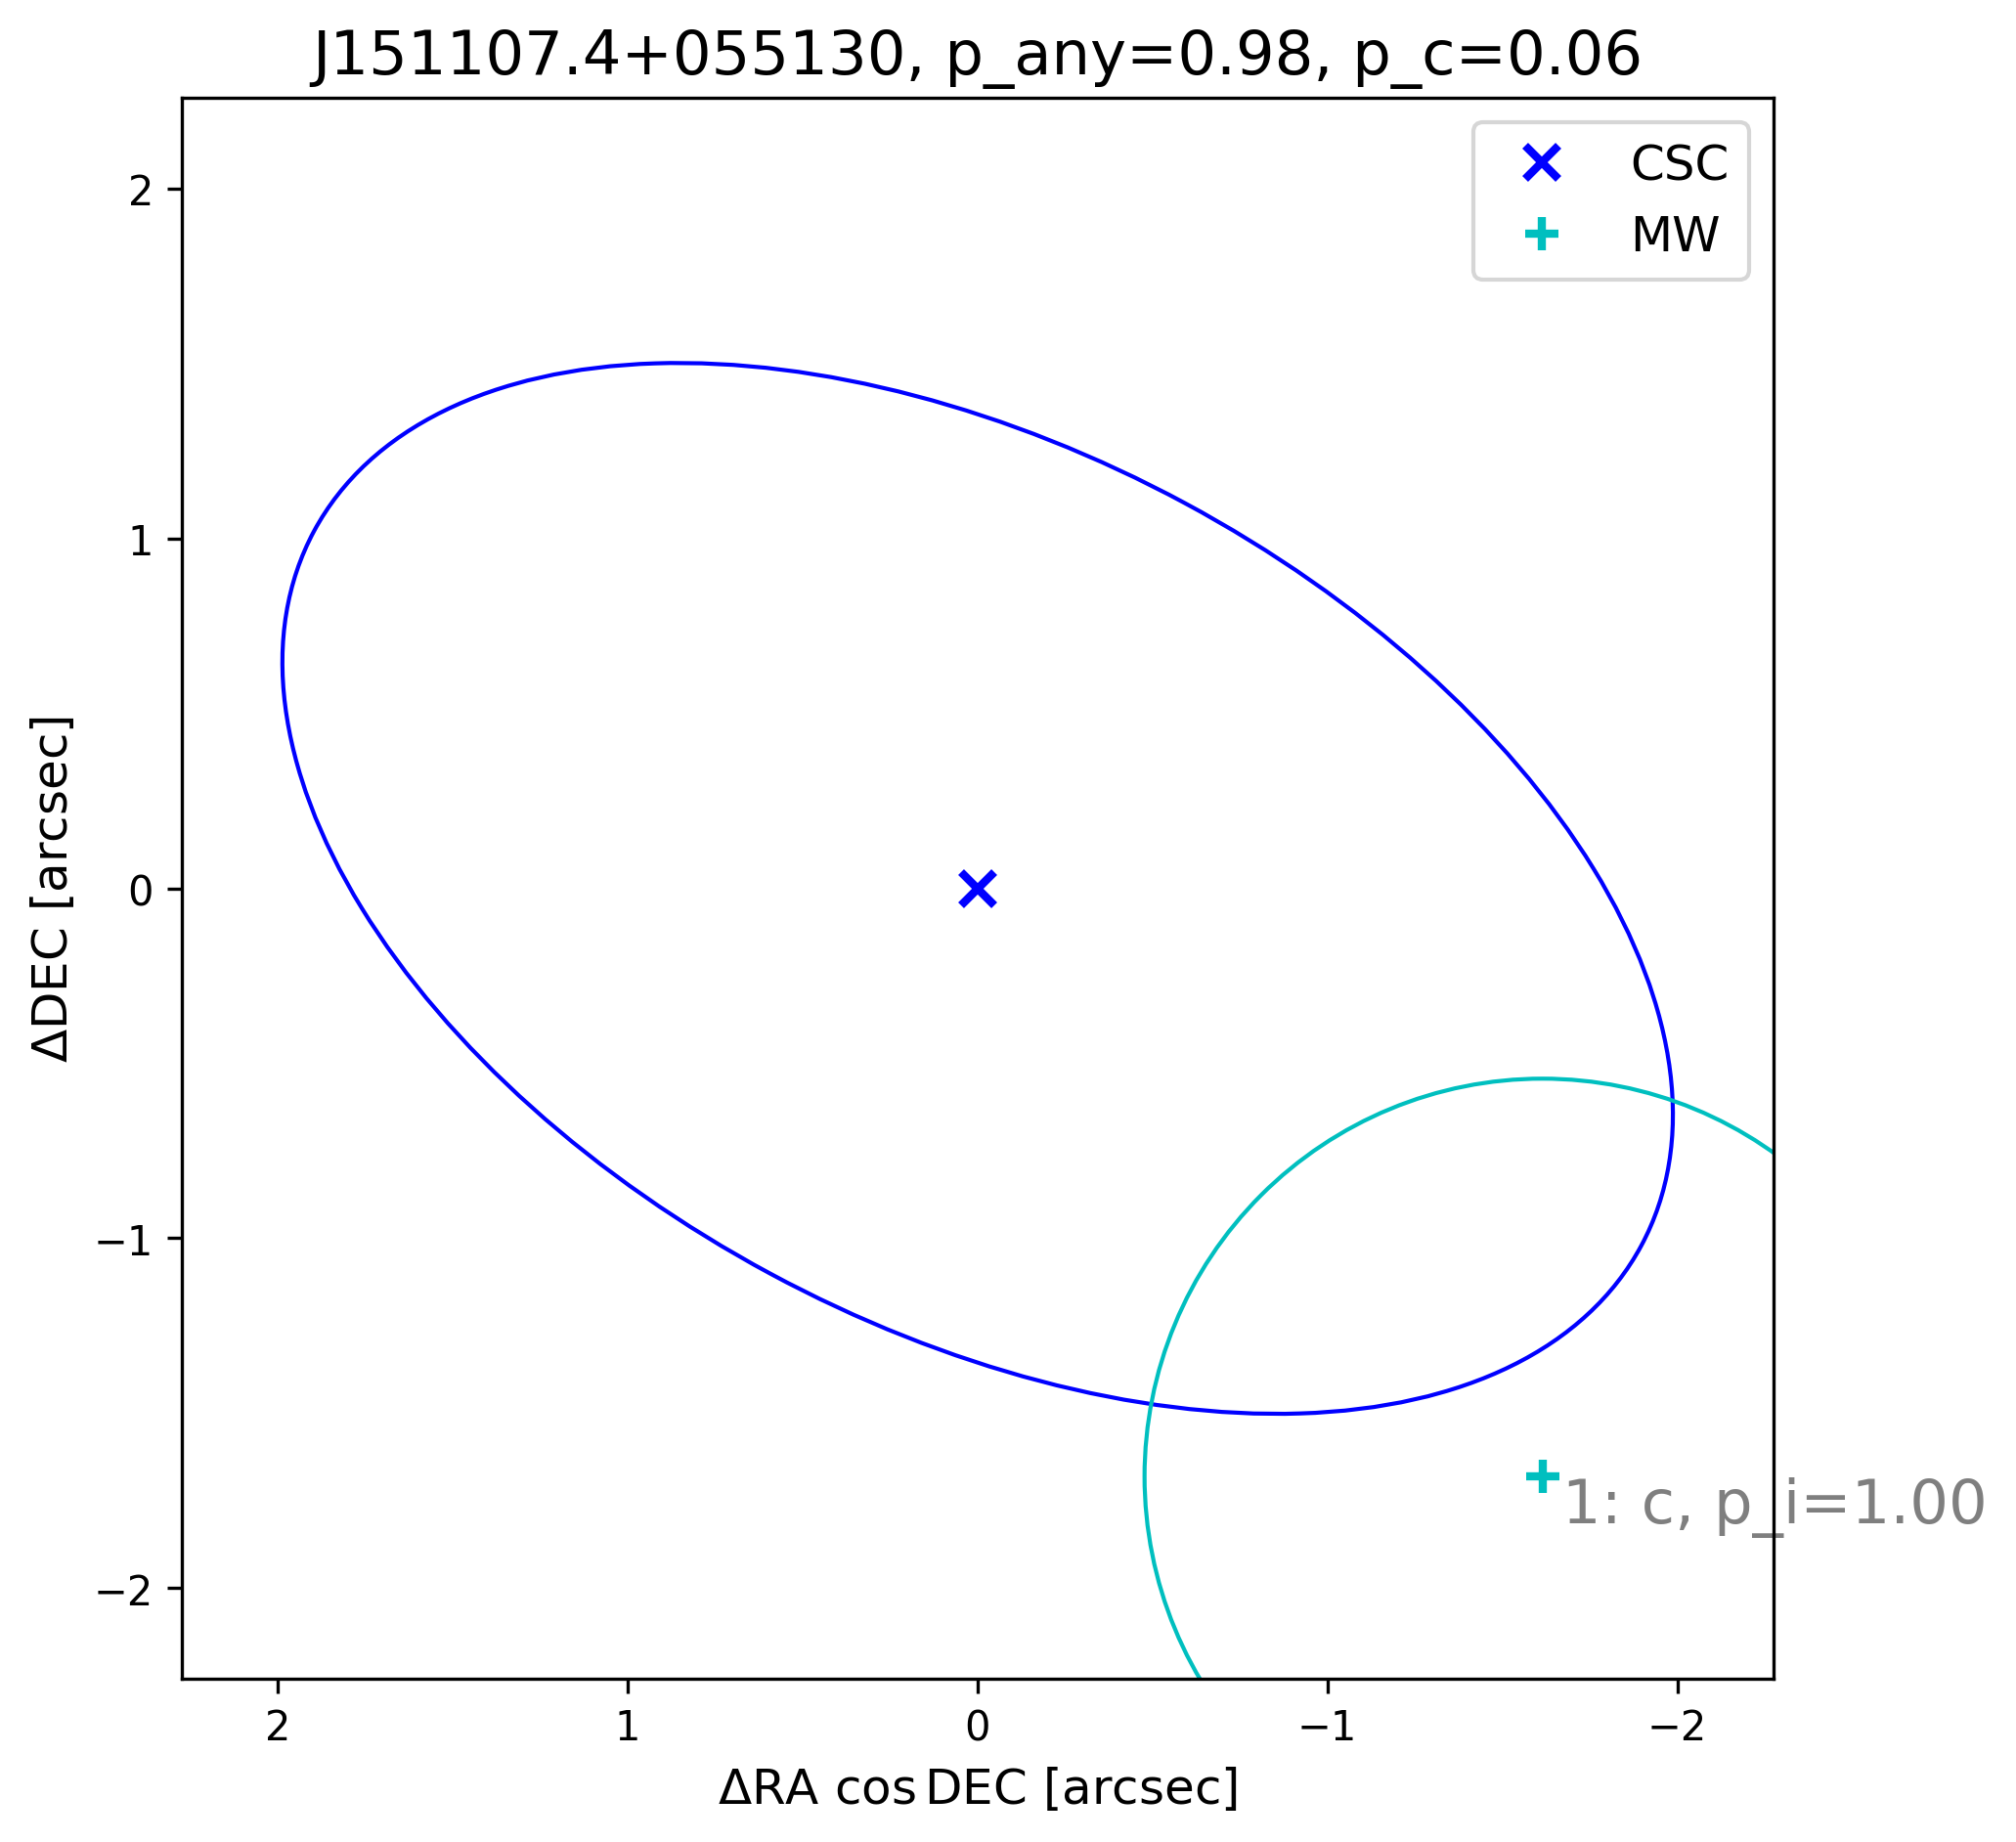 J151107.4+055130, p_any=0.98, p_c=0.06
CSC
MW
2
1
0
−1
−2
ΔDEC [arcsec]
1: c, p_i=1.00
2 1 0 −1 −2
ΔRA cos DEC [arcsec]